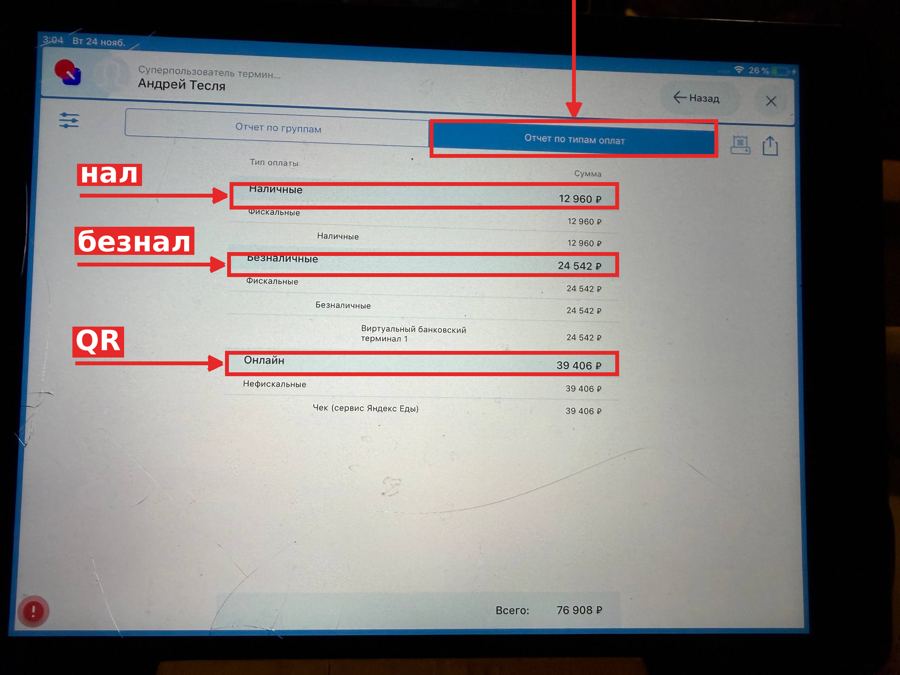 3:04 Вт 24 нояб.
26 %
Суперпользователь термин...
Андрей Тесля
Назад
Отчет по группам
Отчет по типам оплат
Тип оплаты
Сумма
нал
Наличные
12 960 ₽
Фискальные
12 960 ₽
Наличные
12 960 ₽
безнал
Безналичные
24 542 ₽
Фискальные
24 542 ₽
Безналичные
24 542 ₽
Виртуальный банковский
терминал 1
24 542 ₽
QR
Онлайн
39 406 ₽
Нефискальные
39 406 ₽
Чек (сервис Яндекс Еды)
39 406 ₽
Всего:
76 908 ₽